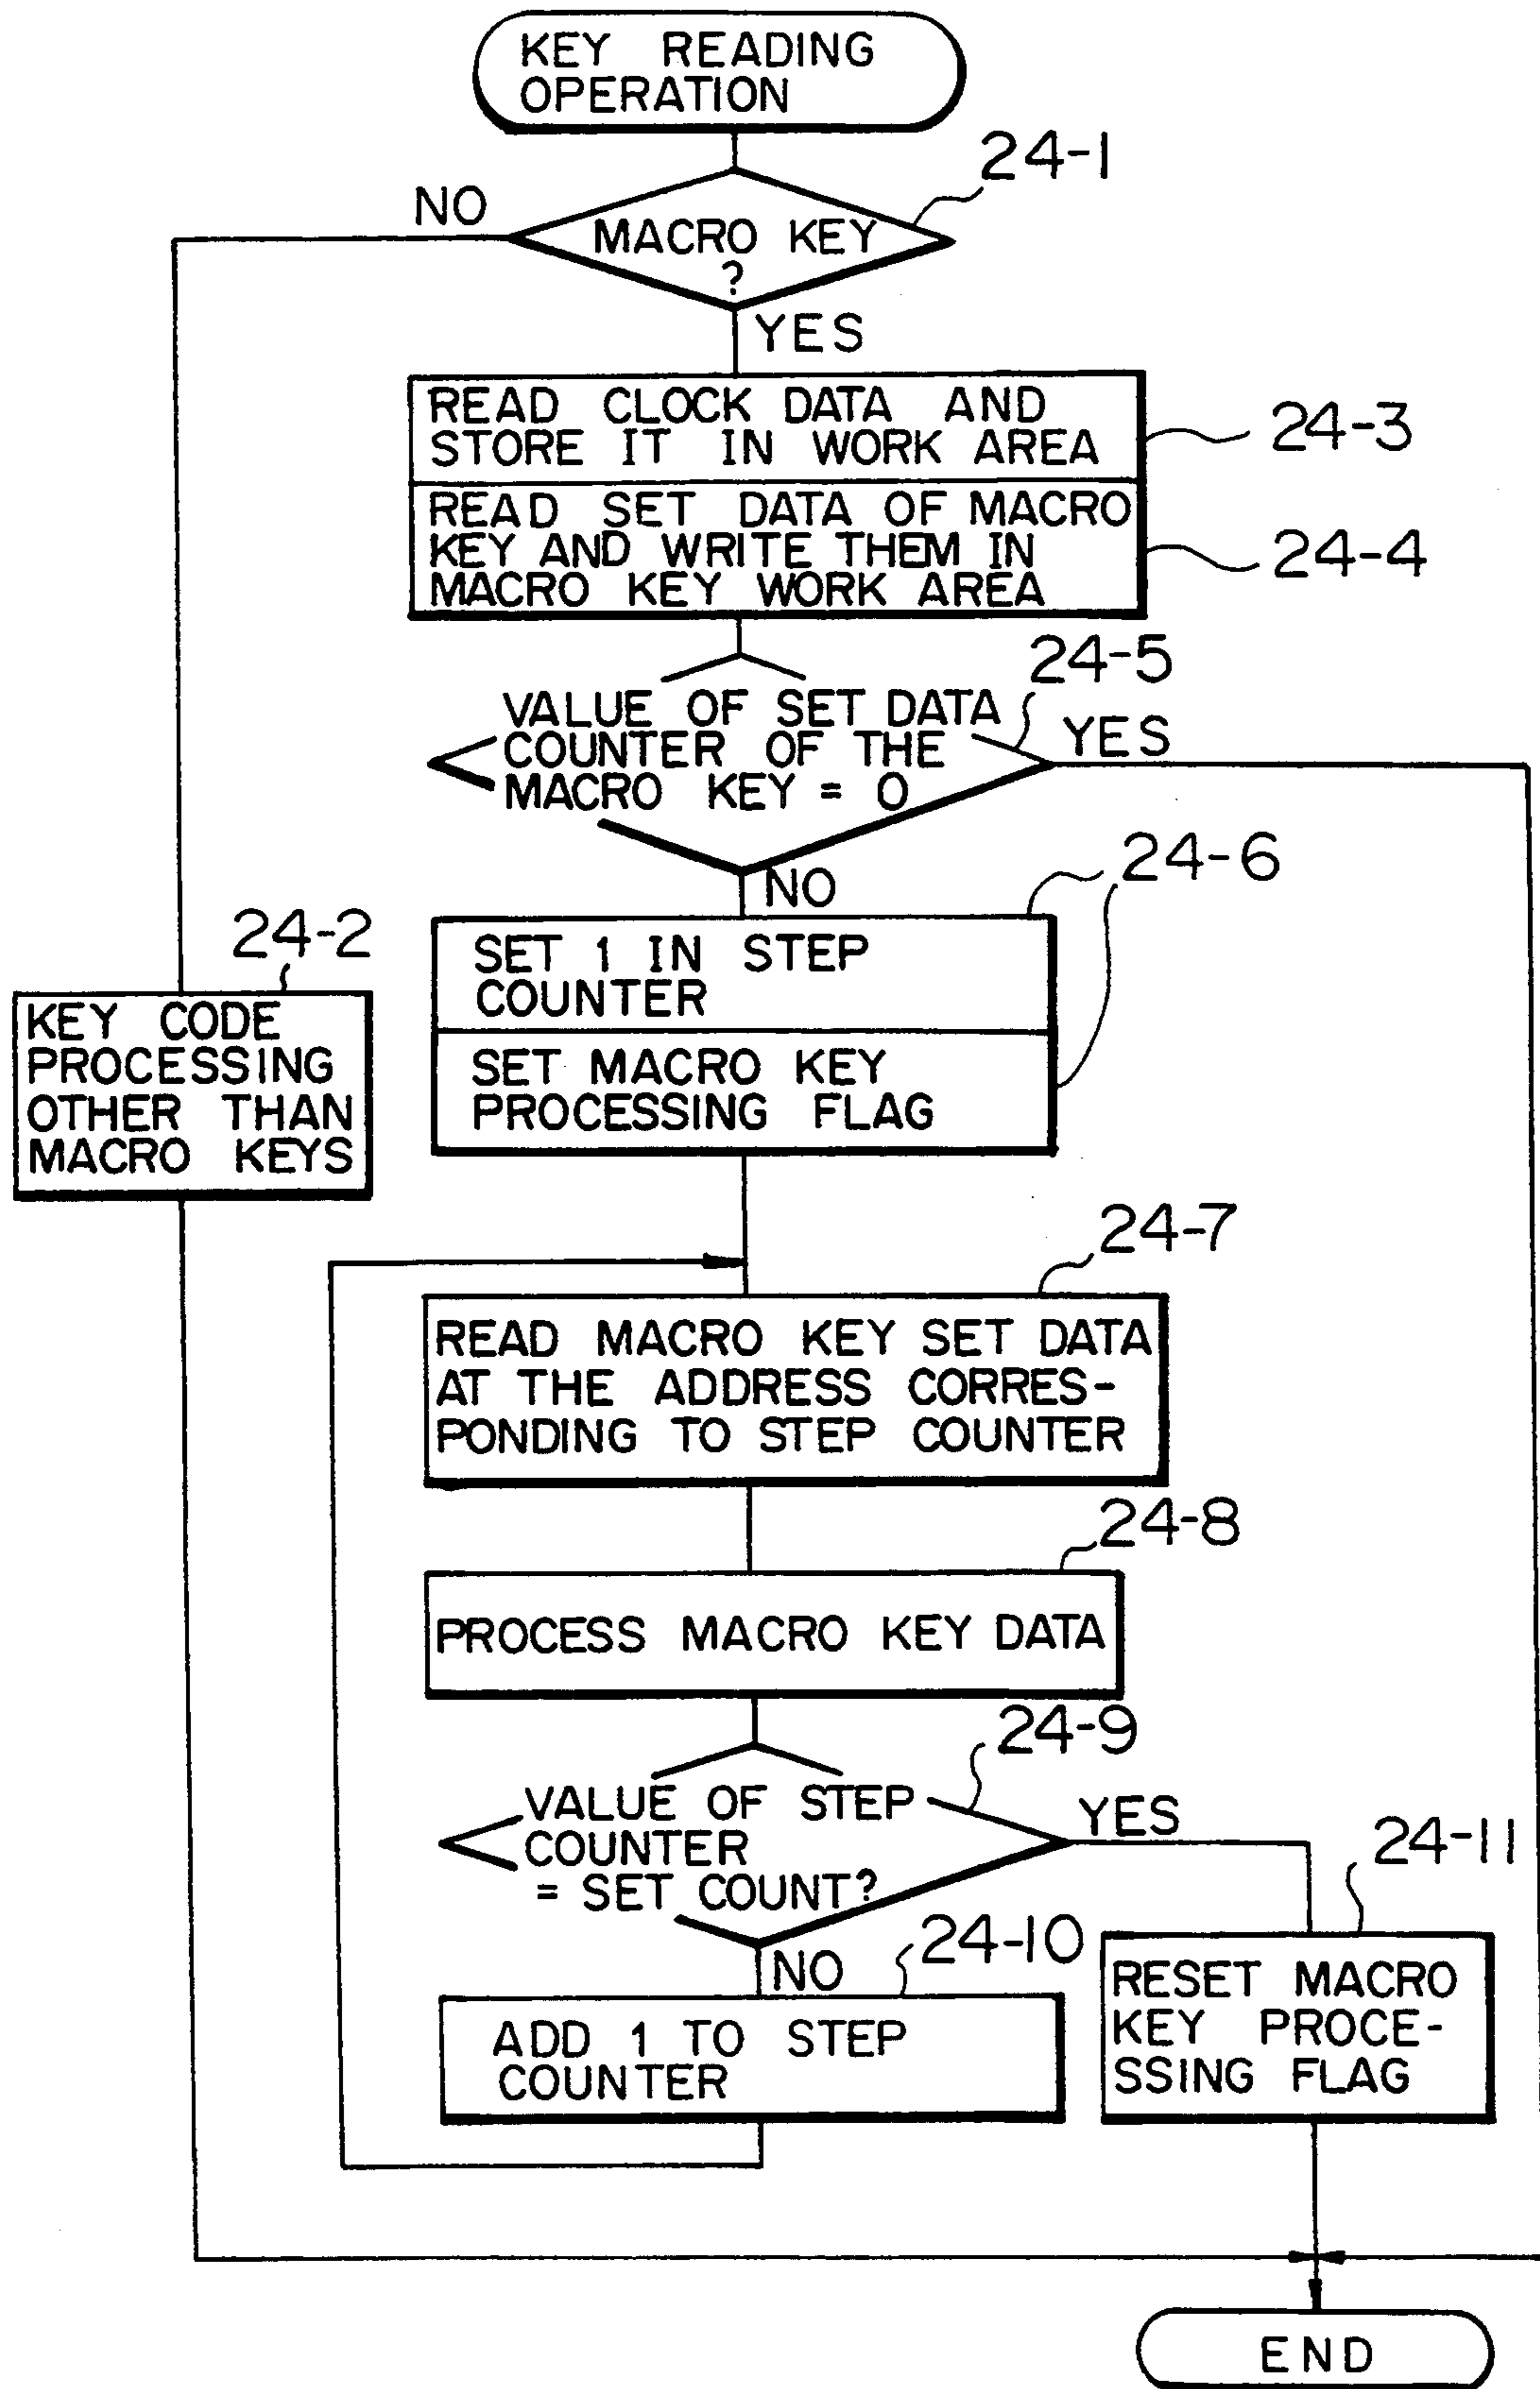 KEY READING
OPERATION
24-1
NO
MACRO KEY
?
YES
READ CLOCK DATA AND
STORE IT IN WORK AREA
24-3
READ SET DATA OF MACRO
KEY AND WRITE THEM IN
MACRO KEY WORK AREA
24-4
24-5
VALUE OF SET DATA
COUNTER OF THE
MACRO KEY = 0
YES
NO
24-6
24-2
SET 1 IN STEP
COUNTER
KEY CODE
PROCESSING
OTHER THAN
MACRO KEYS
SET MACRO KEY
PROCESSING FLAG
24-7
READ MACRO KEY SET DATA
AT THE ADDRESS CORRES-
PONDING TO STEP COUNTER
24-8
PROCESS MACRO KEY DATA
24-9
VALUE OF STEP
COUNTER
= SET COUNT?
YES
24-11
NO
24-10
ADD 1 TO STEP
COUNTER
RESET MACRO
KEY PROCE-
SSING FLAG
END